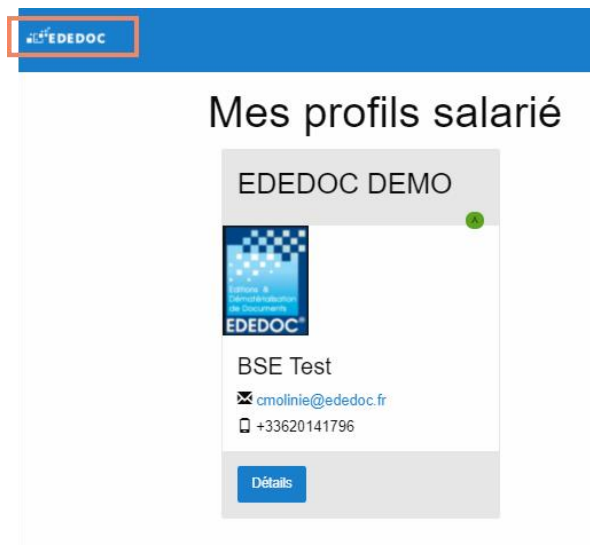 EDEDOC
Mes profils salarié
EDEDOC DEMO
A
Editions &
Dématérialisation
de Documents
EDEDOC®
BSE Test
cmolinie@ededoc.fr
+33620141796
Détails